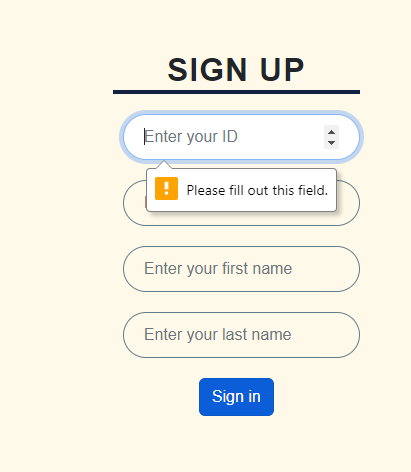 SIGN UP
Enter your ID
Please fill out this field.
Enter your first name
Enter your last name
Sign in